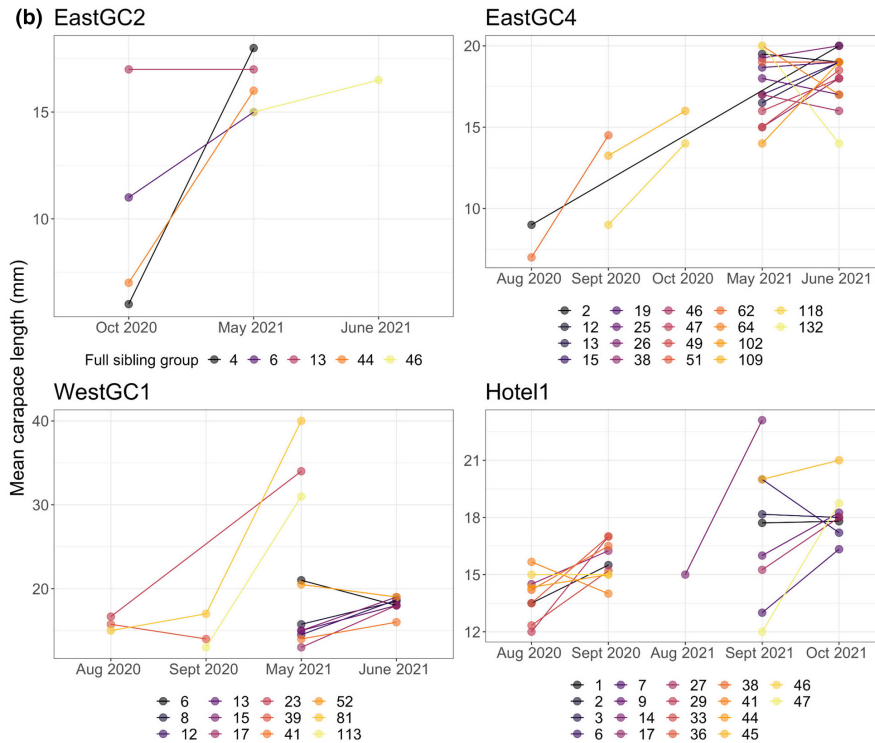 (b) EastGC2
EastGC4
Mean carapace length (mm)
15
10
Oct 2020 May 2021 June 2021
Full sibling group 4 6 13 44 46
20
15
10
Aug 2020 Sept 2020 Oct 2020 May 2021 June 2021
2 19 46 62 118
12 25 47 64 132
13 26 49 102
15 38 51 109
WestGC1
Hotel1
40
30
20
Aug 2020 Sept 2020 May 2021 June 2021
6 13 23 52
8 15 39 81
12 17 41 113
21
18
15
12
Aug 2020 Sept 2020 Aug 2021 Sept 2021 Oct 2021
1 7 27 38 46
2 9 29 41 47
3 14 33 44
6 17 36 45